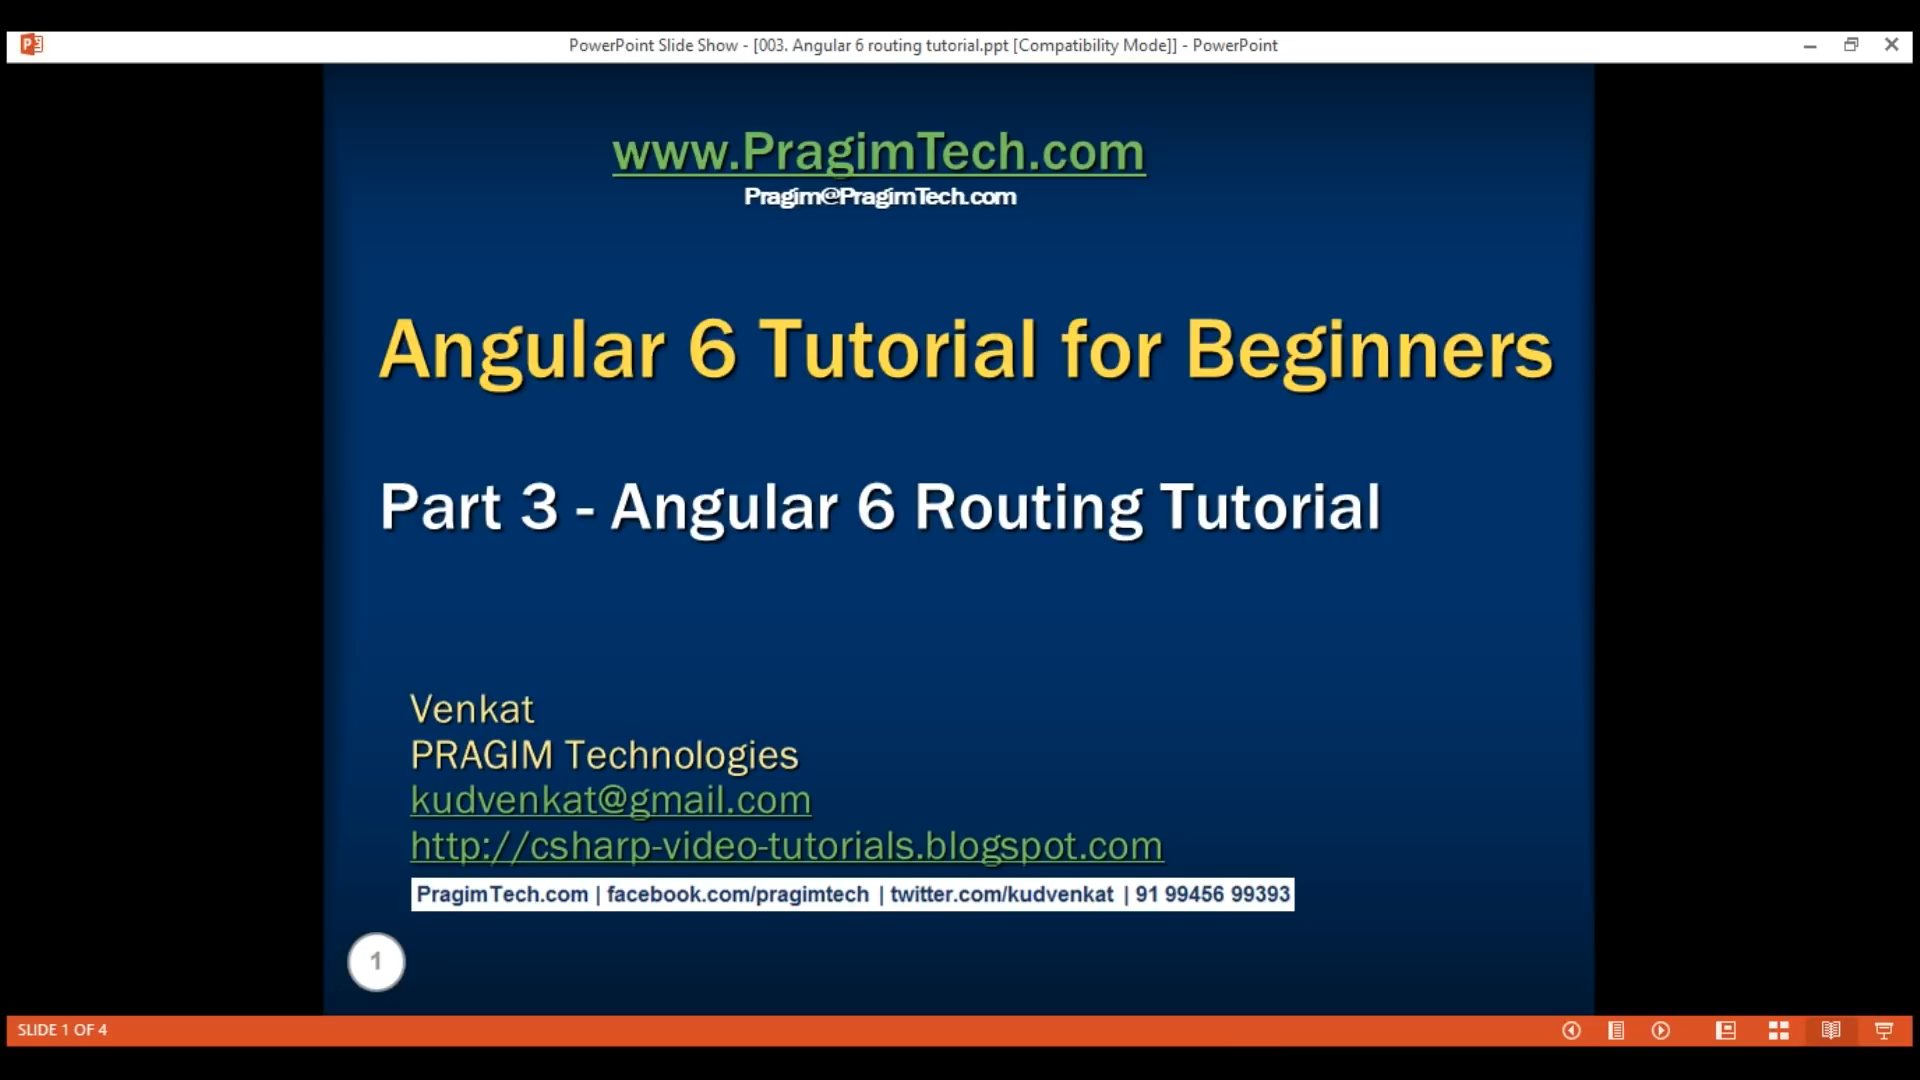 PowerPoint Slide Show - [003. Angular 6 routing tutorial.ppt [Compatibility Mode]] - PowerPoint
www.PragimTech.com
Pragim@PragimTech.com
Angular 6 Tutorial for Beginners
Part 3 - Angular 6 Routing Tutorial
Venkat
PRAGIM Technologies
kudvenkat@gmail.com
http://csharp-video-tutorials.blogspot.com
PragimTech.com | facebook.com/pragimtech | twitter.com/kudvenkat | 91 99456 99393
1
SLIDE 1 OF 4